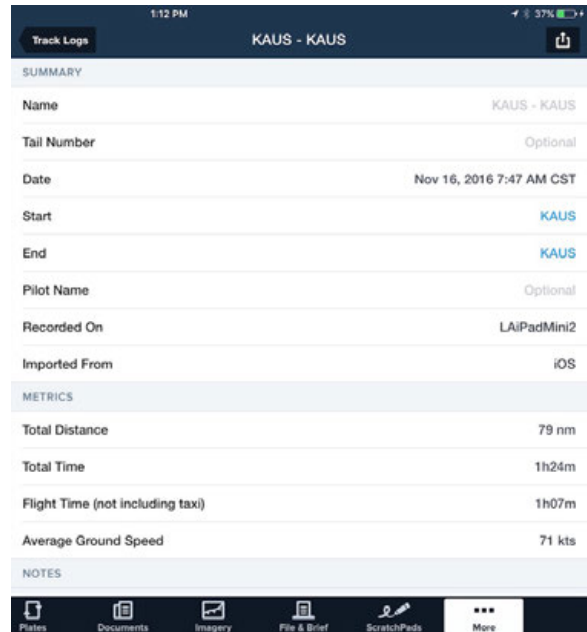 1:12 PM 37%
Track Logs KAUS - KAUS
SUMMARY
Name KAUS - KAUS
Tail Number Optional
Date Nov 16, 2016 7:47 AM CST
Start KAUS
End KAUS
Pilot Name Optional
Recorded On LAiPadMini2
Imported From iOS
METRICS
Total Distance 79 nm
Total Time 1h24m
Flight Time (not including taxi) 1h07m
Average Ground Speed 71 kts
NOTES
Plates Documents Imagery File & Brief ScratchPads More